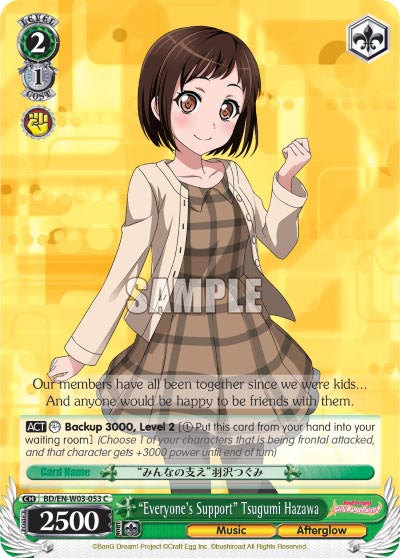 LEVEL
2
1
COST
SAMPLE
Our members have all been together since we were kids...
And anyone would be happy to be friends with them.
ACT Backup 3000, Level 2 [① Put this card from your hand into your
waiting room] (Choose 1 of your characters that is being frontal attacked,
and that character gets +3000 power until end of turn)
Card Name
"みんなの支え"羽沢つぐみ
BD/EN-W03-053 C
2500
"Everyone's Support" Tsugumi Hazawa
Music
Afterglow
©BanG Dream! Project ©Craft Egg Inc. ©bushiroad All Rights Reserved.